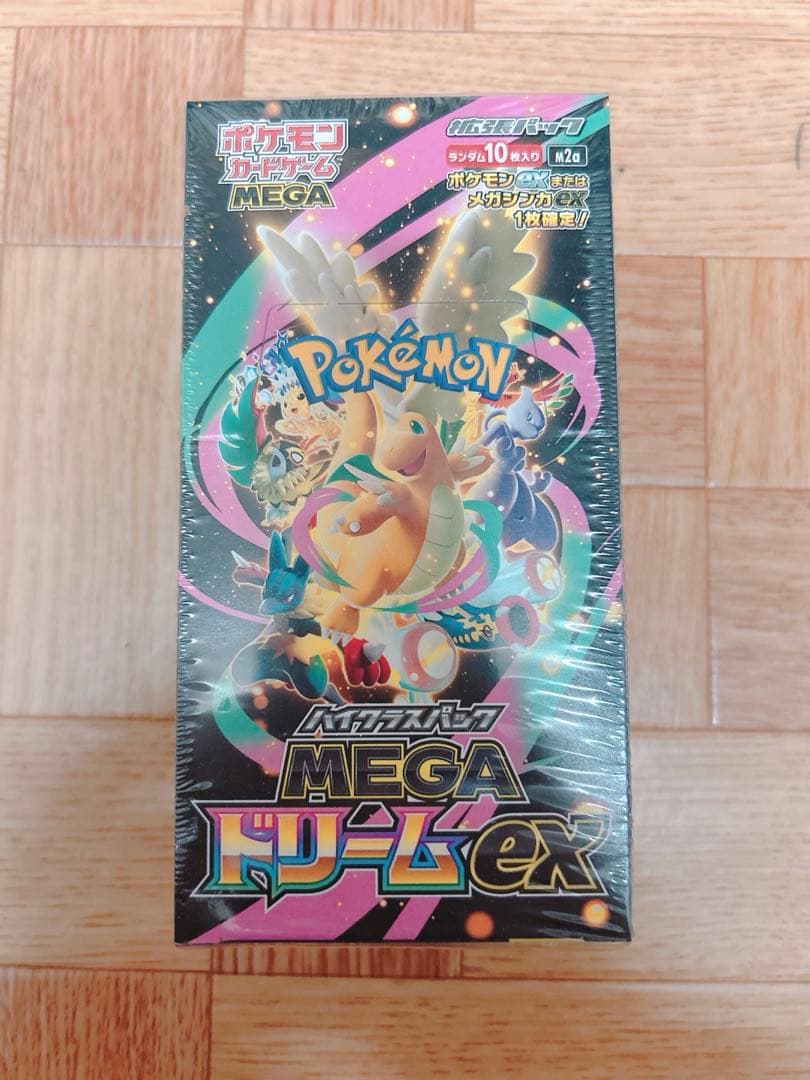 ポケモン
カードゲーム
MEGA
拡張パック
ランダム10枚入り
M2a
ポケモンexまたは
メガシンカex
1枚確定!
POKéMON
TM
ハイクラスパック
MEGA
ドリームex